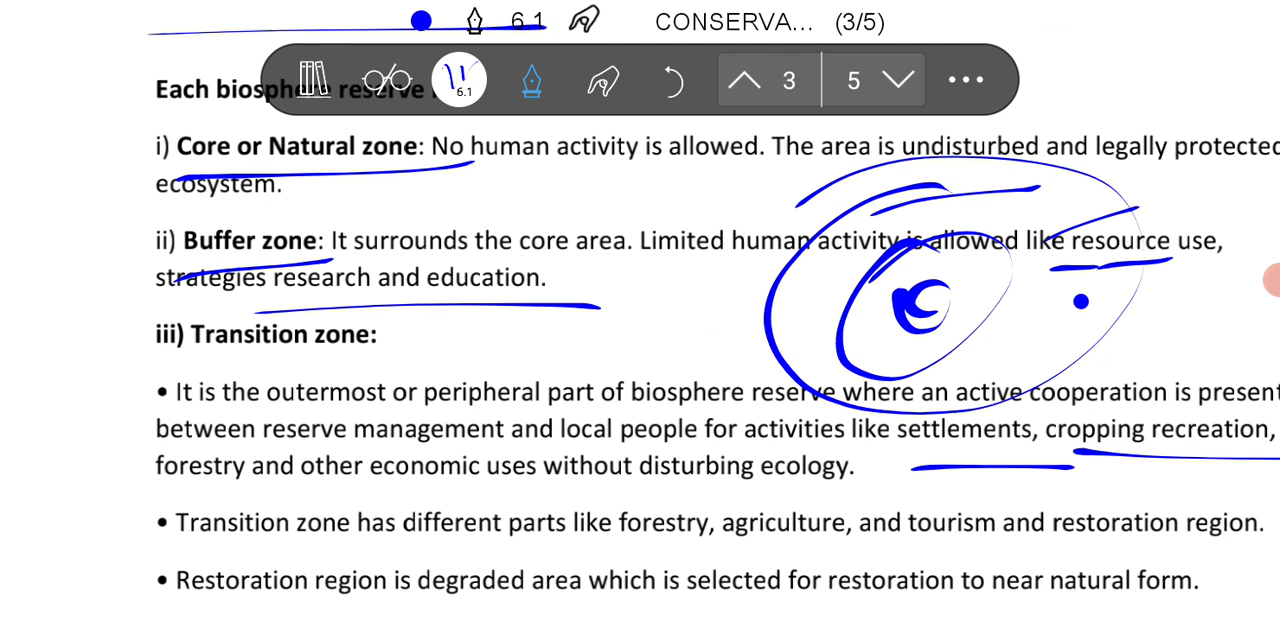 6.1 CONSERVA... (3/5)
6.1 3 5
Each biosphere reserve
i) Core or Natural zone: No human activity is allowed. The area is undisturbed and legally protected
ecosystem.
ii) Buffer zone: It surrounds the core area. Limited human activity is allowed like resource use,
strategies research and education.
iii) Transition zone:
• It is the outermost or peripheral part of biosphere reserve where an active cooperation is present
between reserve management and local people for activities like settlements, cropping recreation,
forestry and other economic uses without disturbing ecology.
• Transition zone has different parts like forestry, agriculture, and tourism and restoration region.
• Restoration region is degraded area which is selected for restoration to near natural form.